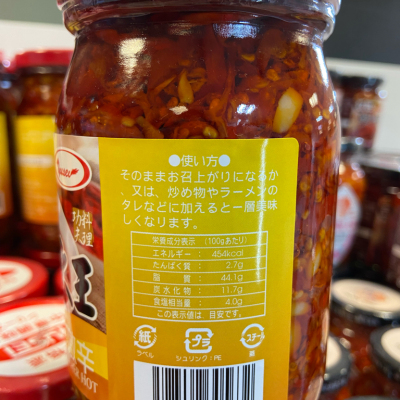 ●使い方●
そのままお召上がりになるか
、又は、炒め物やラーメンの
タレなどに加えると一層美味
しくなります。
栄養成分表示 (100gあたり)
エネルギー : 454kcal
たんぱく質 : 2.7g
脂 質 : 44.1g
炭水化物 : 11.7g
食塩相当量 : 4.0g
この表示値は、目安です。
紙
ラベル
プラ
シュリンク:PE
スチール
蓋
料
理
王
辛
HOT